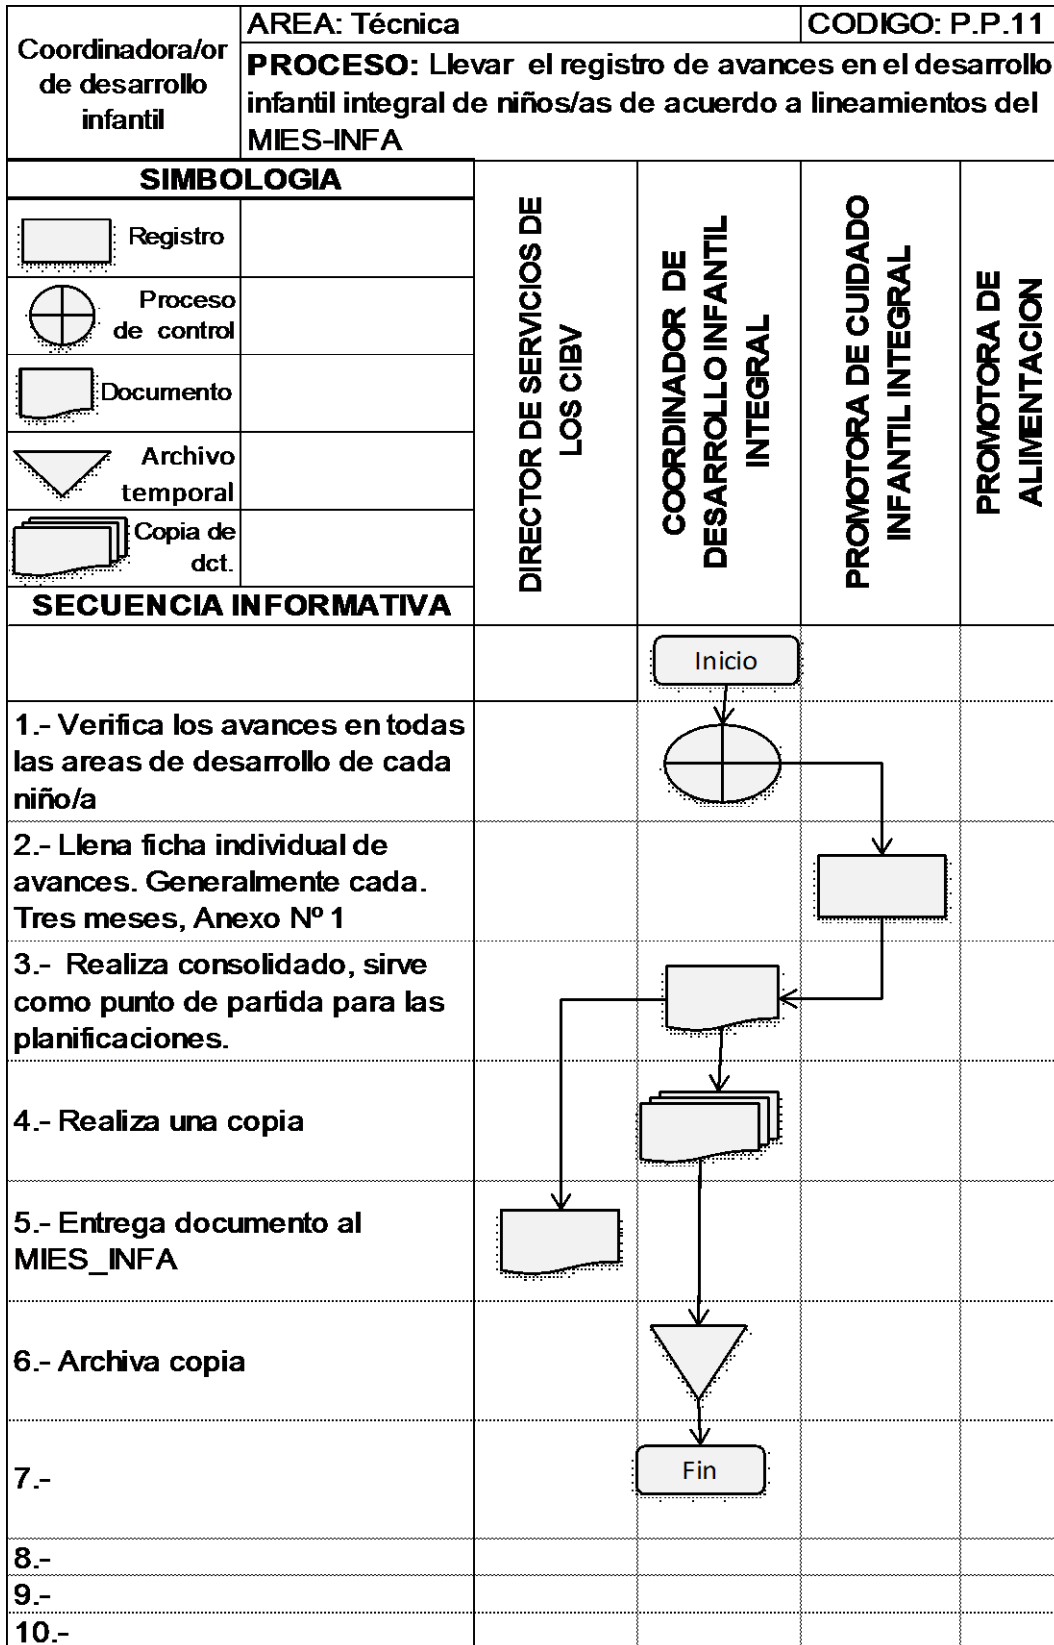 Coordinadora/or
de desarrollo
infantil
AREA: Técnica
CODIGO: P.P.11
PROCESO: Llevar el registro de avances en el desarrollo
infantil integral de niños/as de acuerdo a lineamientos del
MIES-INFA
SIMBOLOGIA
Registro
Proceso
de control
Documento
Archivo
temporal
Copia de
dct.
DIRECTOR DE SERVICIOS DE
LOS CIBV
COORDINADOR DE
DESARROLLO INFANTIL
INTEGRAL
PROMOTORA DE CUIDADO
INFANTIL INTEGRAL
PROMOTORA DE
ALIMENTACION
SECUENCIA INFORMATIVA
Inicio
1.- Verifica los avances en todas
las areas de desarrollo de cada
niño/a
2.- Llena ficha individual de
avances. Generalmente cada.
Tres meses, Anexo Nº 1
3.- Realiza consolidado, sirve
como punto de partida para las
planificaciones.
4.- Realiza una copia
5.- Entrega documento al
MIES_INFA
6.- Archiva copia
7.-
Fin
8.-
9.-
10.-